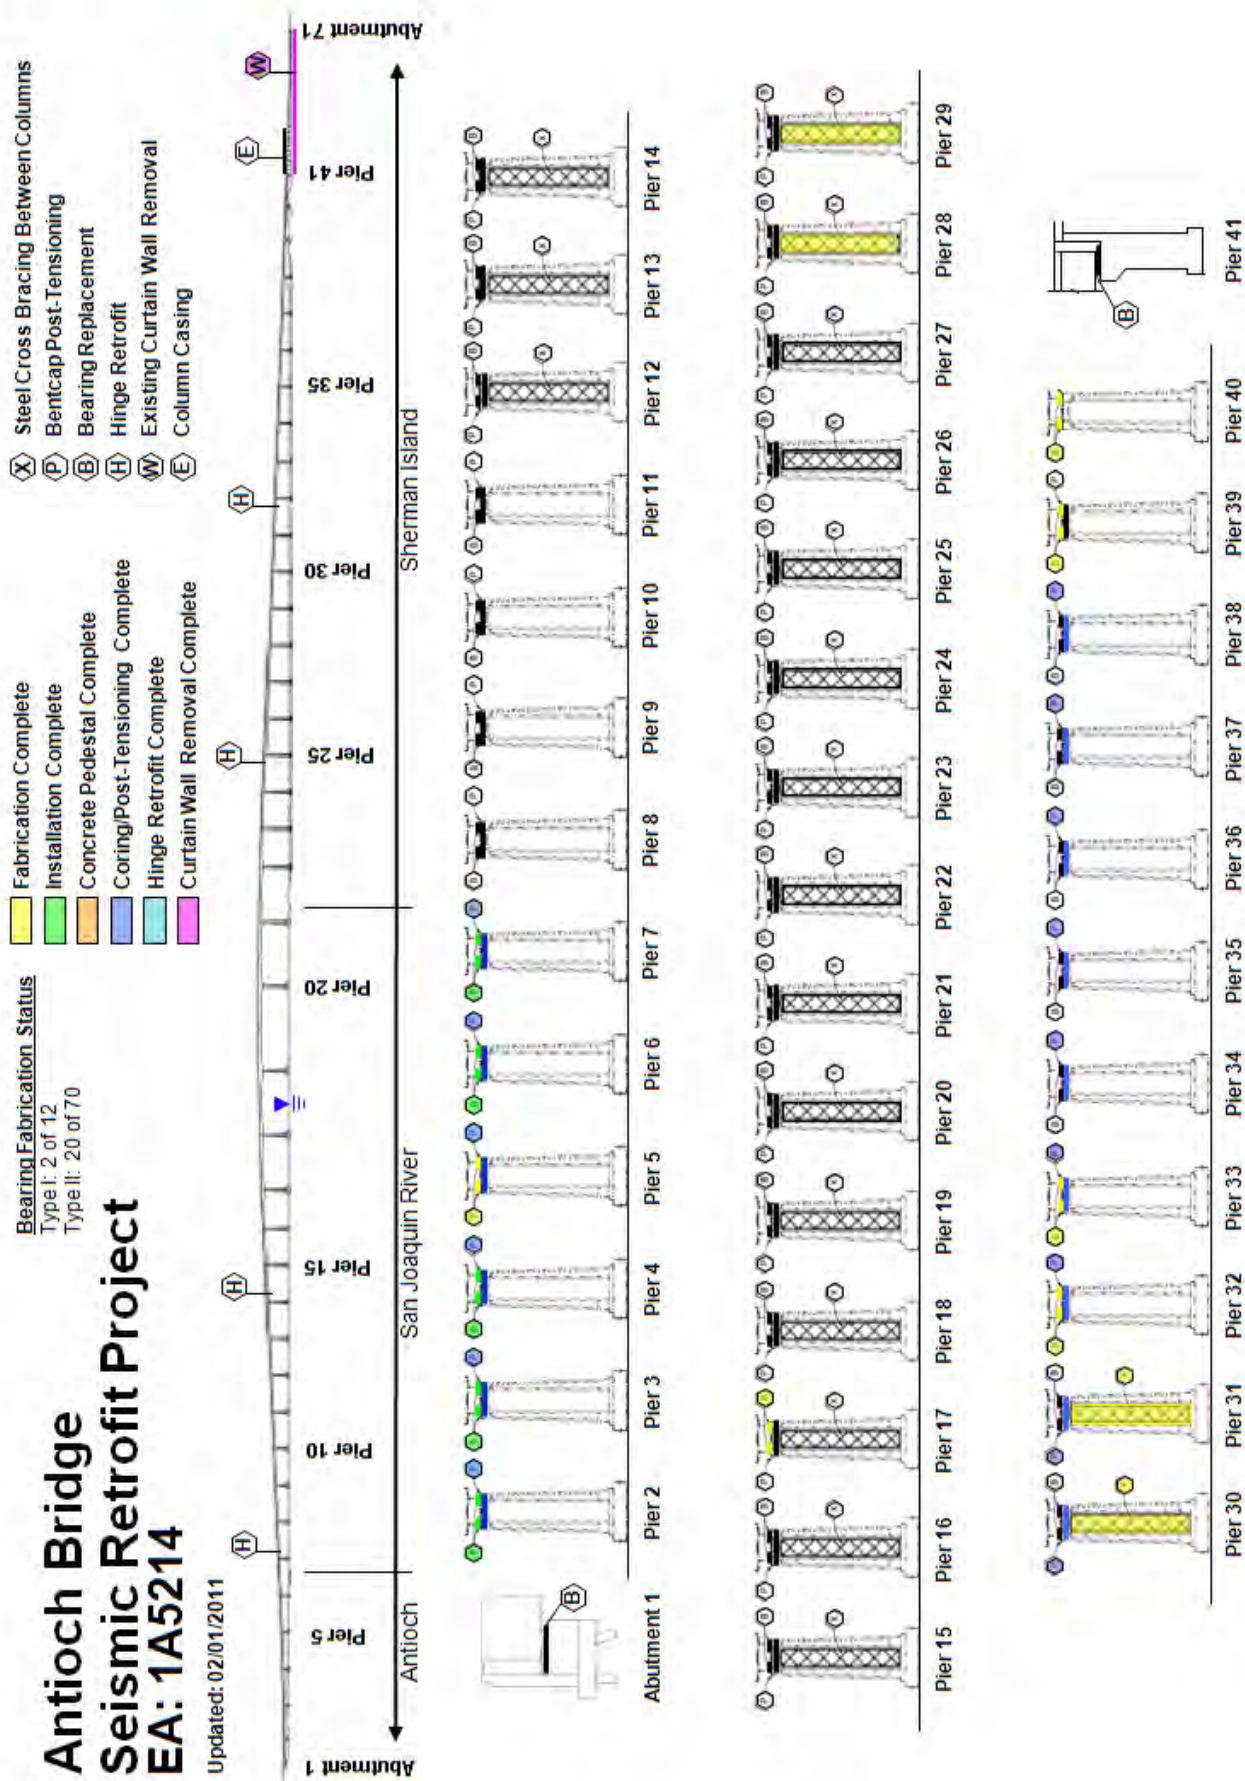 Antioch Bridge
Seismic Retrofit Project
EA: 1A5214
Updated: 02/01/2011
Bearing Fabrication Status
Type I: 2 of 12
Type II: 20 of 70
Fabrication Complete
Installation Complete
Concrete Pedestal Complete
Coring/Post-Tensioning Complete
Hinge Retrofit Complete
Curtain Wall Removal Complete
X Steel Cross Bracing Between Columns
P Bentcap Post-Tensioning
B Bearing Replacement
H Hinge Retrofit
W Existing Curtain Wall Removal
E Column Casing
H H H H E W
Abutment 1 Pier 5 Pier 10 Pier 15 Pier 20 Pier 25 Pier 30 Pier 35 Pier 41 Abutment 71
Antioch San Joaquin River Sherman Island
B
Abutment 1 Pier 2 Pier 3 Pier 4 Pier 5 Pier 6 Pier 7 Pier 8 Pier 9 Pier 10 Pier 11 Pier 12 Pier 13 Pier 14
Pier 15 Pier 16 Pier 17 Pier 18 Pier 19 Pier 20 Pier 21 Pier 22 Pier 23 Pier 24 Pier 25 Pier 26 Pier 27 Pier 28 Pier 29
B
Pier 30 Pier 31 Pier 32 Pier 33 Pier 34 Pier 35 Pier 36 Pier 37 Pier 38 Pier 39 Pier 40 Pier 41